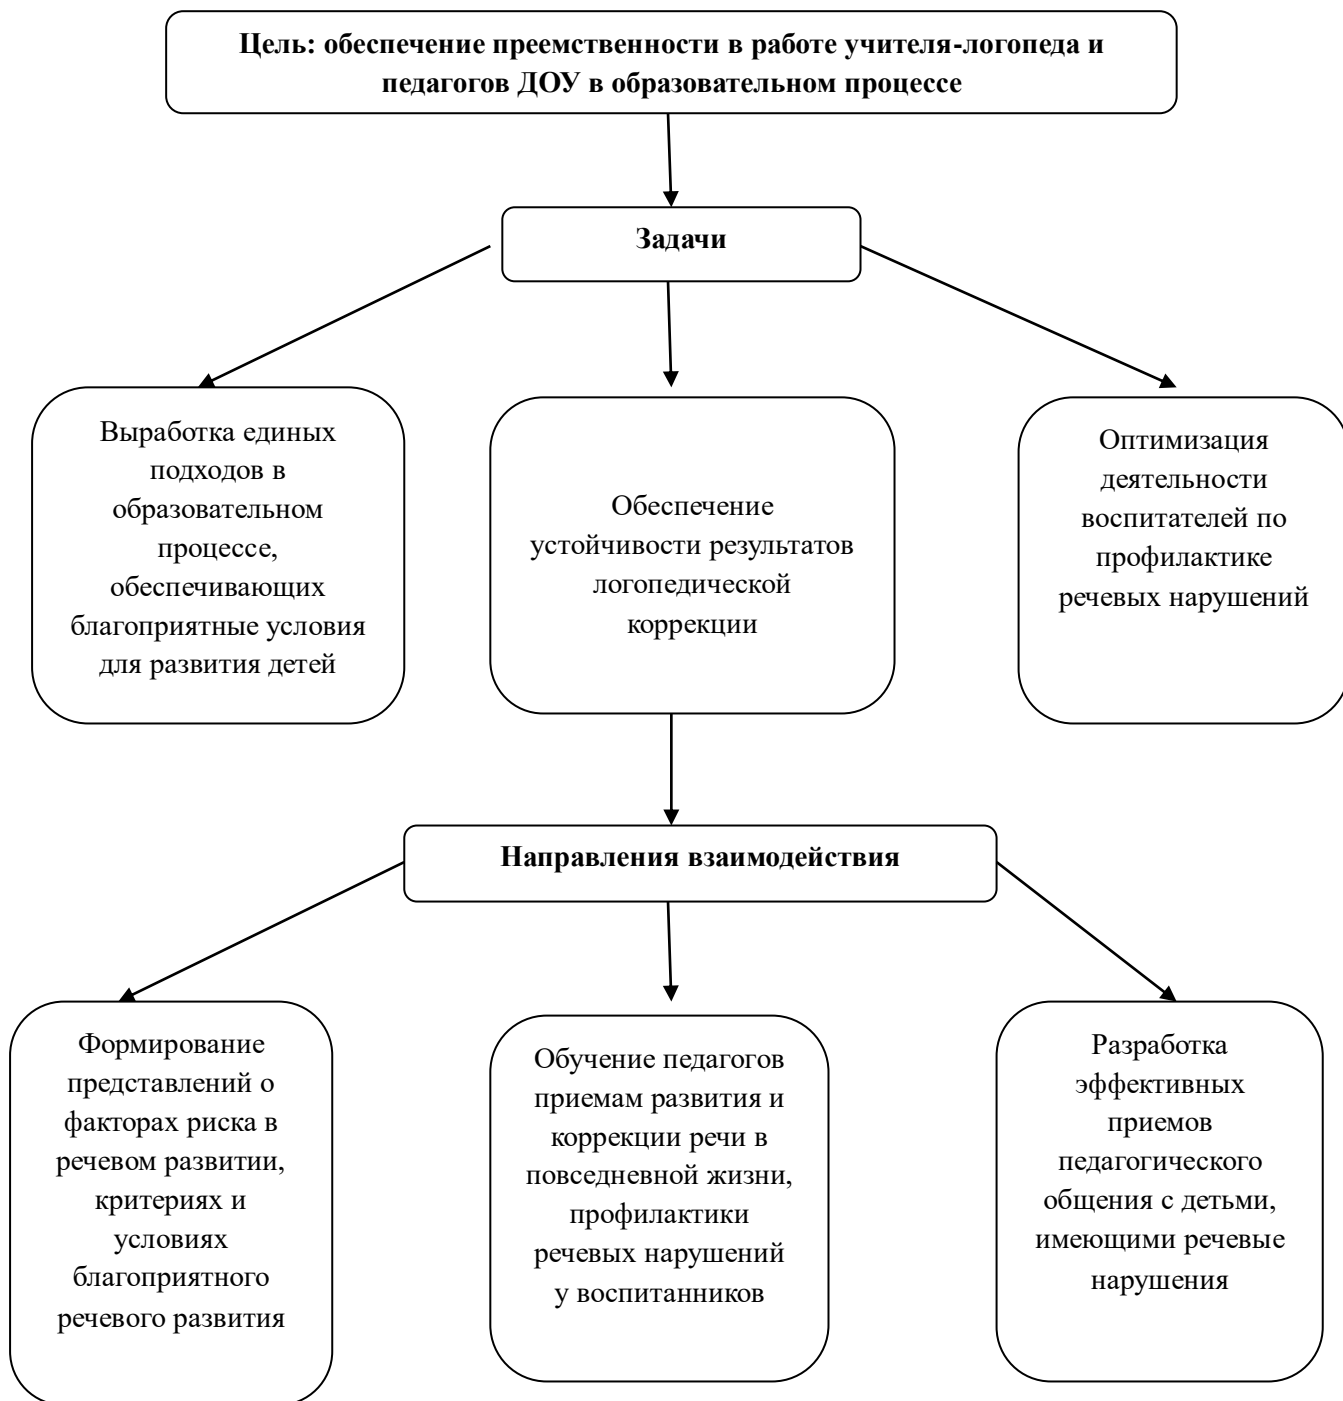 Цель: обеспечение преемственности в работе учителя-логопеда и
педагогов ДОУ в образовательном процессе
Задачи
Выработка единых
подходов в
образовательном
процессе,
обеспечивающих
благоприятные условия
для развития детей
Обеспечение
устойчивости результатов
логопедической
коррекции
Оптимизация
деятельности
воспитателей по
профилактике
речевых нарушений
Направления взаимодействия
Формирование
представлений о
факторах риска в
речевом развитии,
критериях и
условиях
благоприятного
речевого развития
Обучение педагогов
приемам развития и
коррекции речи в
повседневной жизни,
профилактики
речевых нарушений
у воспитанников
Разработка
эффективных
приемов
педагогического
общения с детьми,
имеющими речевые
нарушения